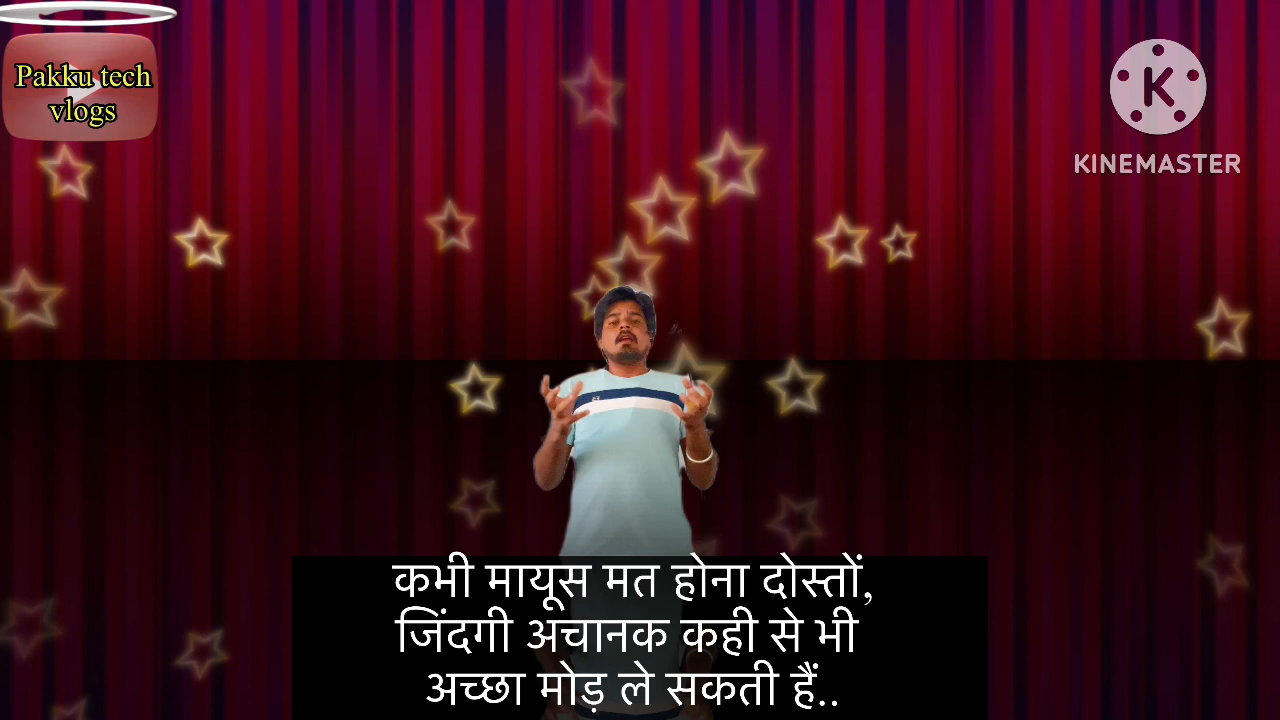 Pakku tech
vlogs
K
KINEMASTER
कभी मायूस मत होना दोस्तों,
जिंदगी अचानक कही से भी
अच्छा मोड़ ले सकती हैं..